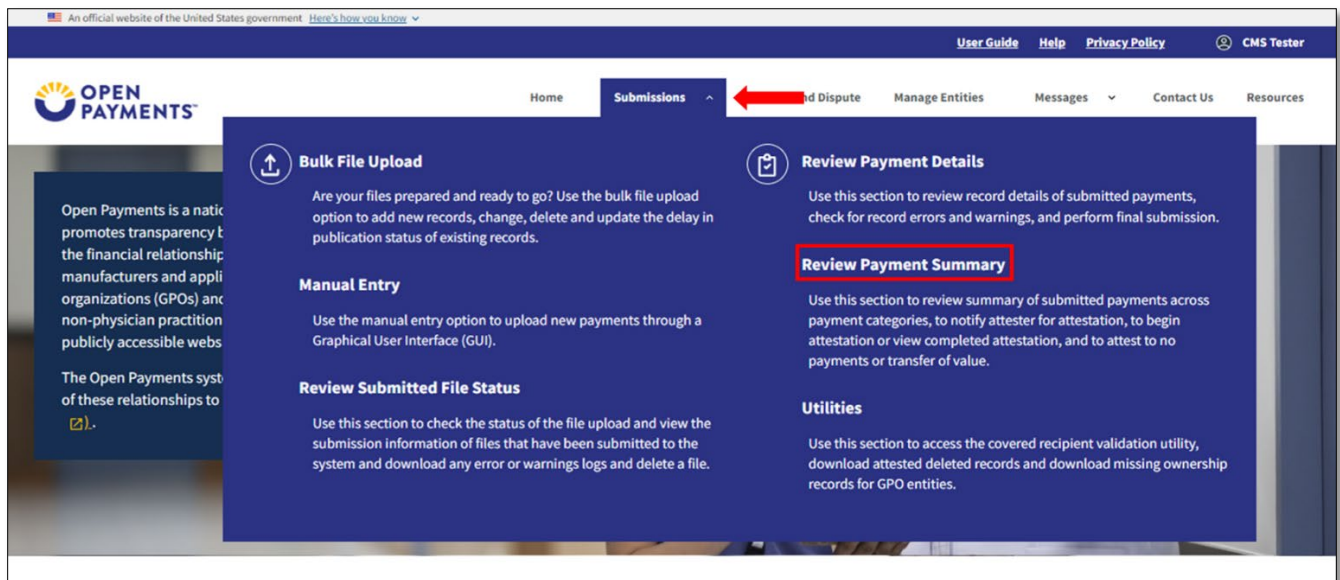 An official website of the United States government Here's how you know
User Guide Help Privacy Policy CMS Tester
OPEN
PAYMENTS
Home Submissions nd Dispute Manage Entities Messages Contact Us Resources
Open Payments is a natio
promotes transparency b
the financial relationship
manufacturers and appli
organizations (GPOs) and
non-physician practition
publicly accessible webs
The Open Payments syst
of these relationships to
).
Bulk File Upload
Are your files prepared and ready to go? Use the bulk file upload
option to add new records, change, delete and update the delay in
publication status of existing records.
Manual Entry
Use the manual entry option to upload new payments through a
Graphical User Interface (GUI).
Review Submitted File Status
Use this section to check the status of the file upload and view the
submission information of files that have been submitted to the
system and download any error or warnings logs and delete a file.
Review Payment Details
Use this section to review record details of submitted payments,
check for record errors and warnings, and perform final submission.
Review Payment Summary
Use this section to review summary of submitted payments across
payment categories, to notify attester for attestation, to begin
attestation or view completed attestation, and to attest to no
payments or transfer of value.
Utilities
Use this section to access the covered recipient validation utility,
download attested deleted records and download missing ownership
records for GPO entities.